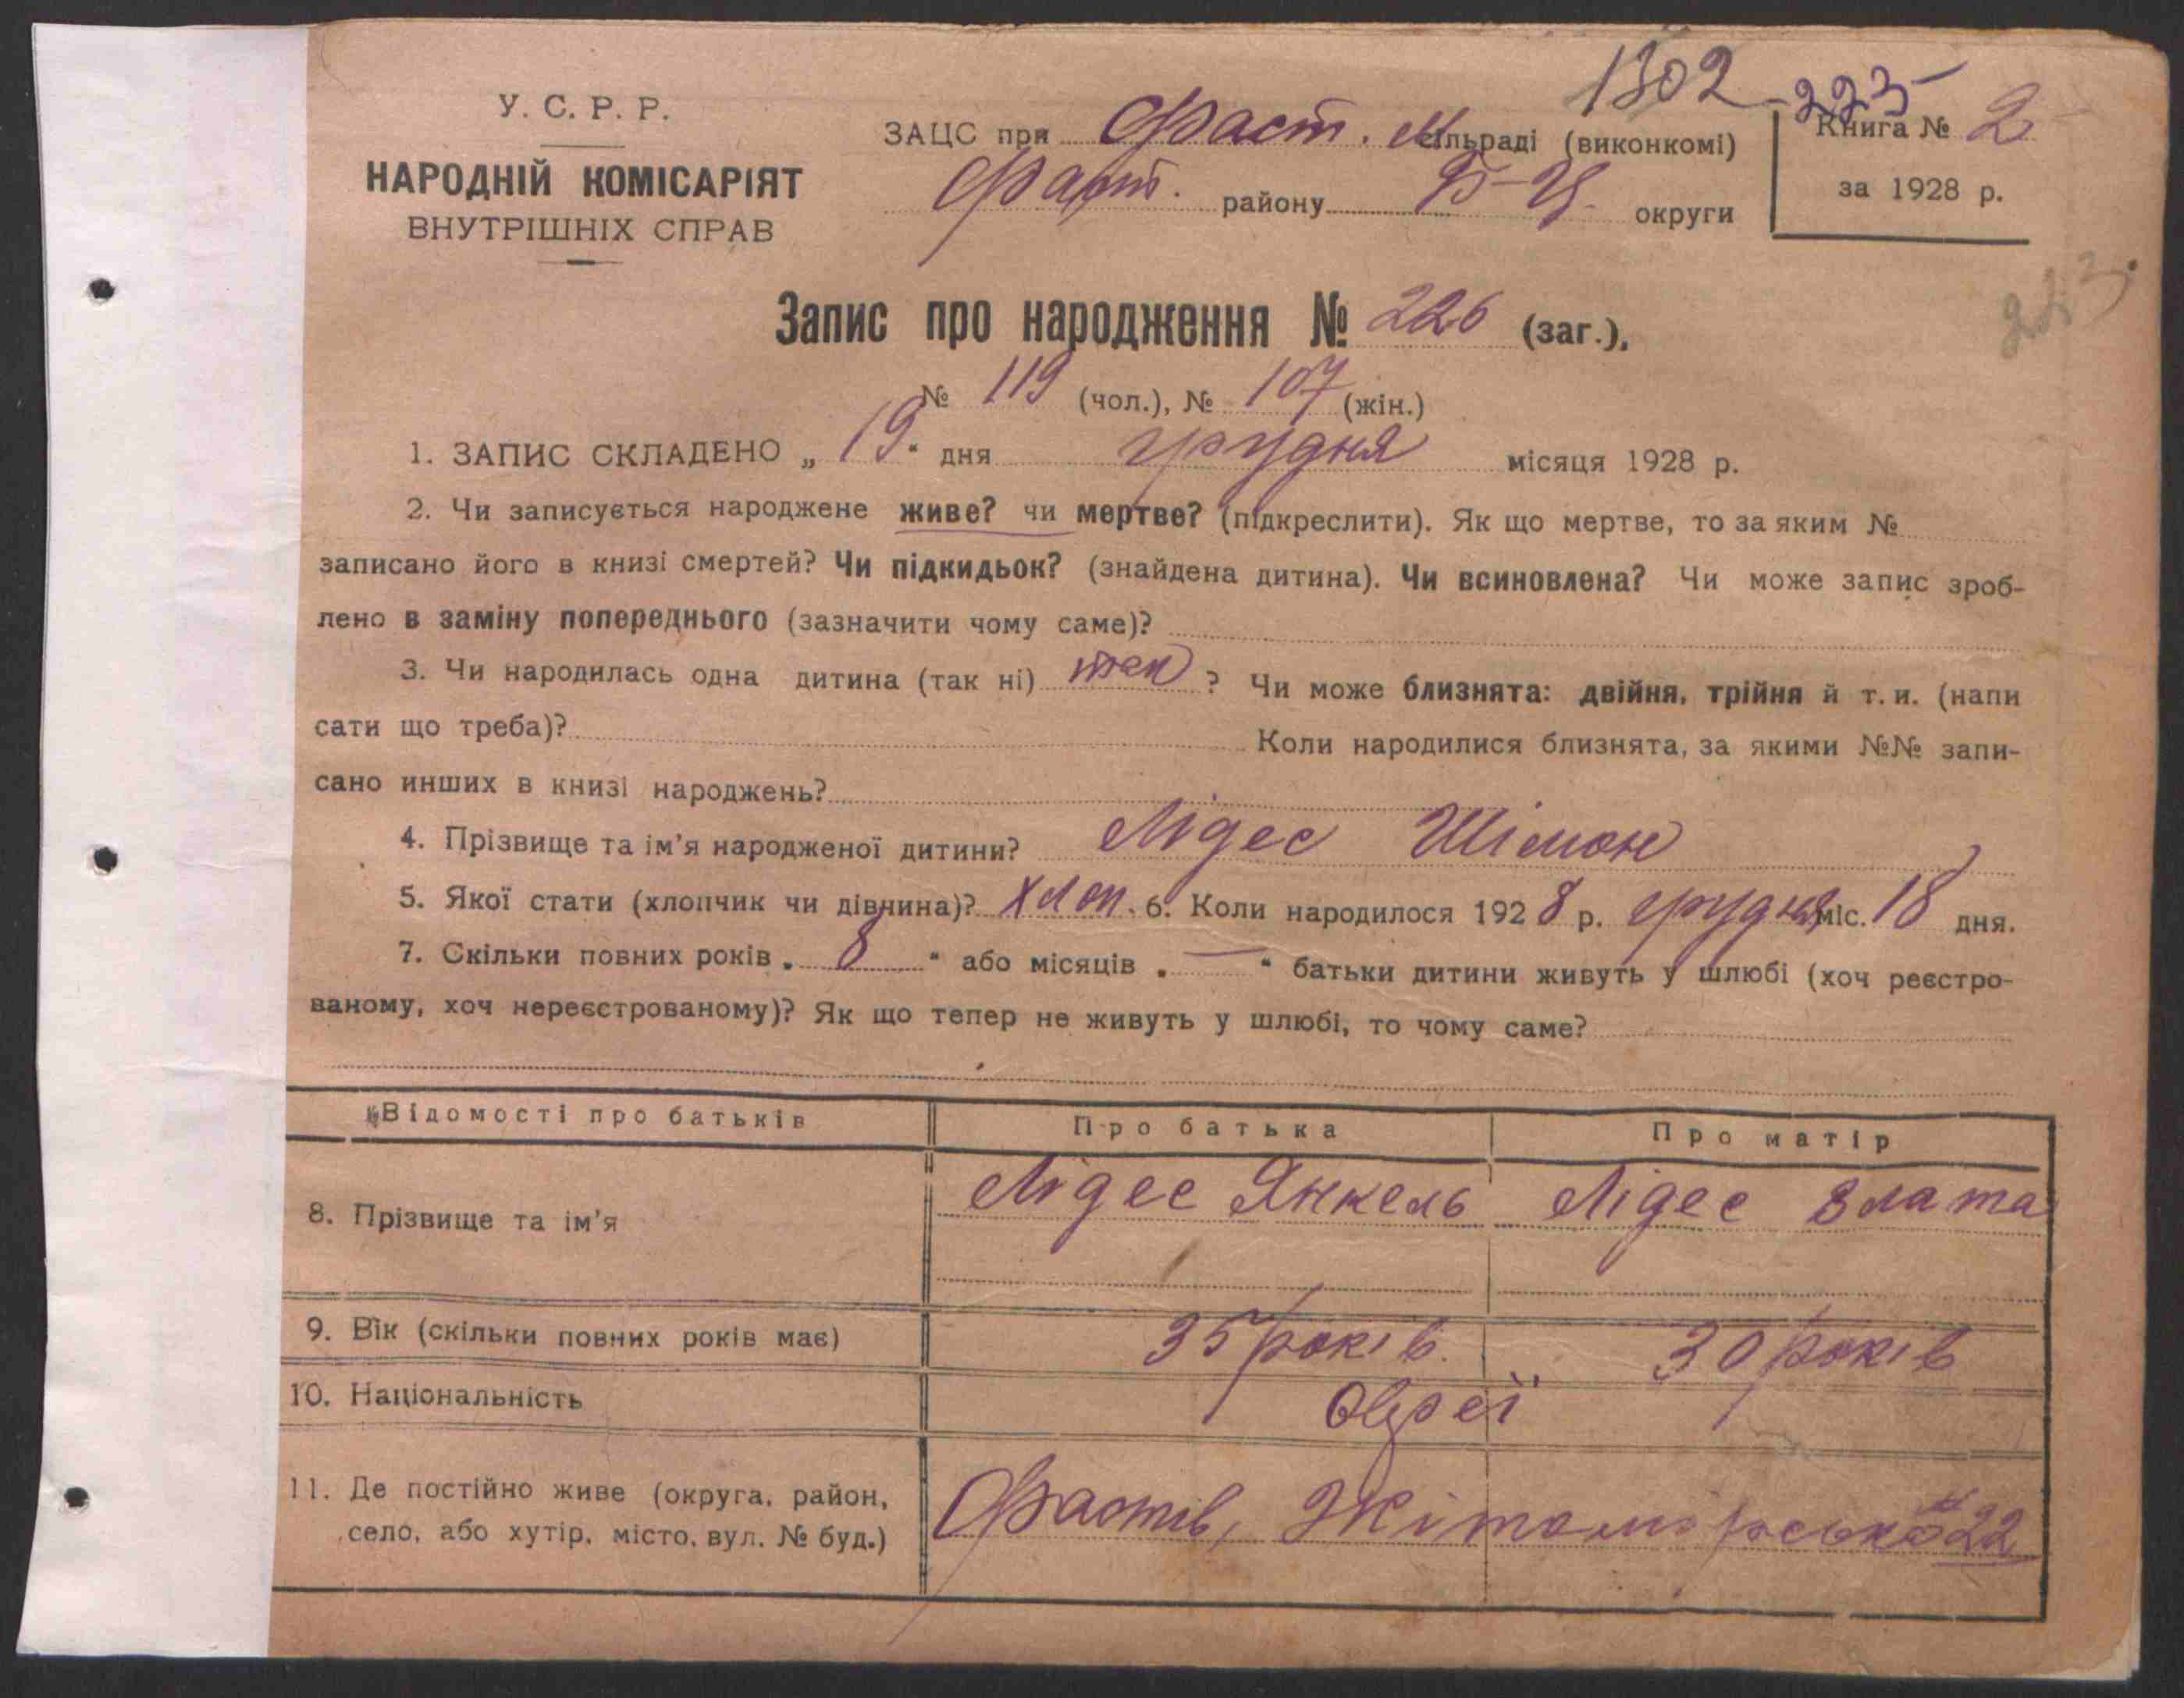 1302 223
У. С. Р. Р.
НАРОДНІЙ КОМІСАРІЯТ
ВНУТРІШНІХ СПРАВ
ЗАЦС при Фаст. Мільраді (виконкомі)
Фаст. району Б-Ц. округи
Книга № 2
за 1928 р.
223
Запис про народження № 226 (заг.),
№ 119 (чол.), № 107 (жін.)
1. ЗАПИС СКЛАДЕНО „ 19 “ дня грудня місяця 1928 р.
2. Чи записується народжене живе? чи мертве? (підкреслити). Як що мертве, то за яким №
записано його в книзі смертей? Чи підкидьок? (знайдена дитина). Чи всиновлена? Чи може запис зроб-
лено в заміну попереднього (зазначити чому саме)?
3. Чи народилась одна дитина (так ні) так ? Чи може близнята: двійня, трійня й т. и. (напи
сати що треба)? Коли народилися близнята, за якими №№ запи-
сано инших в книзі народжень?
4. Прізвище та ім’я народженої дитини? Лідес Шімон
5. Якої стати (хлопчик чи дівчина)? хлоп. 6. Коли народилося 1928 р. грудня міс. 18 дня.
7. Скільки повних років „ 8 “ або місяців „ — “ батьки дитини живуть у шлюбі (хоч реєстро-
ваному, хоч нереєстрованому)? Як що тепер не живуть у шлюбі, то чому саме?
Відомості про батьків Про батька Про матір
8. Прізвище та ім’я Лідес Янкель Лідес Злата
9. Вік (скільки повних років має) 35 років. 30 років
10. Національність Євреї
11. Де постійно живе (округа, район,
село, або хутір, місто, вул. № буд.) Фастів, Жітомірська № 22